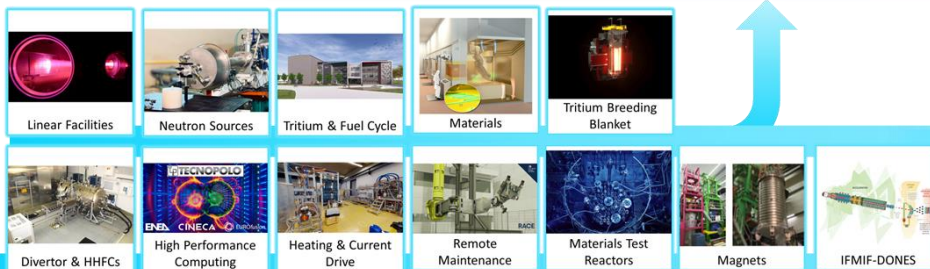 Linear Facilities
Neutron Sources
Tritium & Fuel Cycle
Materials
Tritium Breeding
Blanket
TECNOPOLO
ENEA CINECA
RACE
Divertor & HHFCs
High Performance
Computing
Heating & Current
Drive
Remote
Maintenance
Materials Test
Reactors
Magnets
IFMIF-DONES